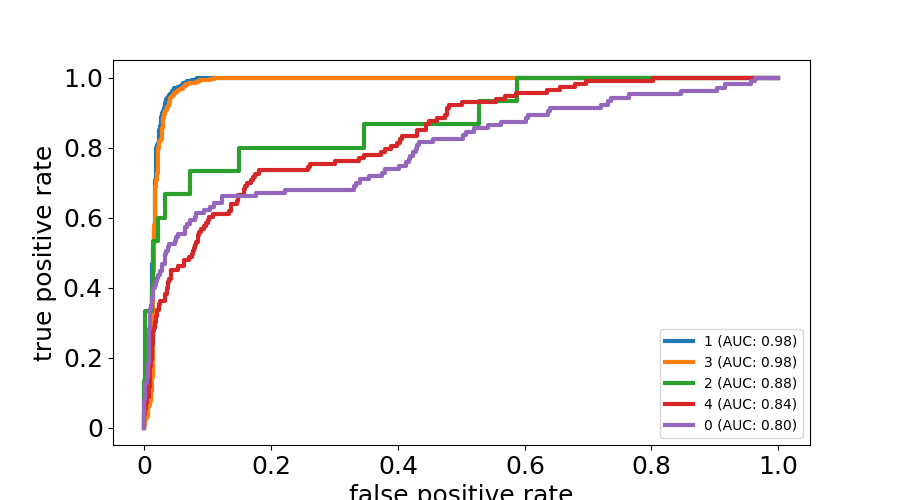 true positive rate
1.0
0.8
0.6
0.4
0.2
0
0 0.2 0.4 0.6 0.8 1.0
false positive rate
1 (AUC: 0.98)
3 (AUC: 0.98)
2 (AUC: 0.88)
4 (AUC: 0.84)
0 (AUC: 0.80)